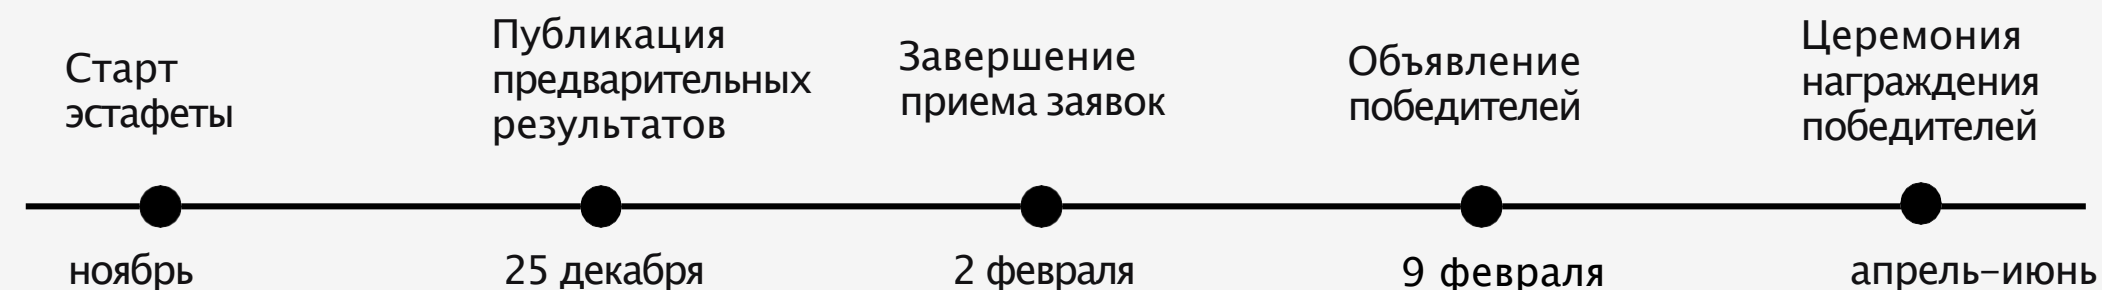 Старт
эстафеты
Публикация
предварительных
результатов
Завершение
приема заявок
Объявление
победителей
Церемония
награждения
победителей
ноябрь
25 декабря
2 февраля
9 февраля
апрель–июнь